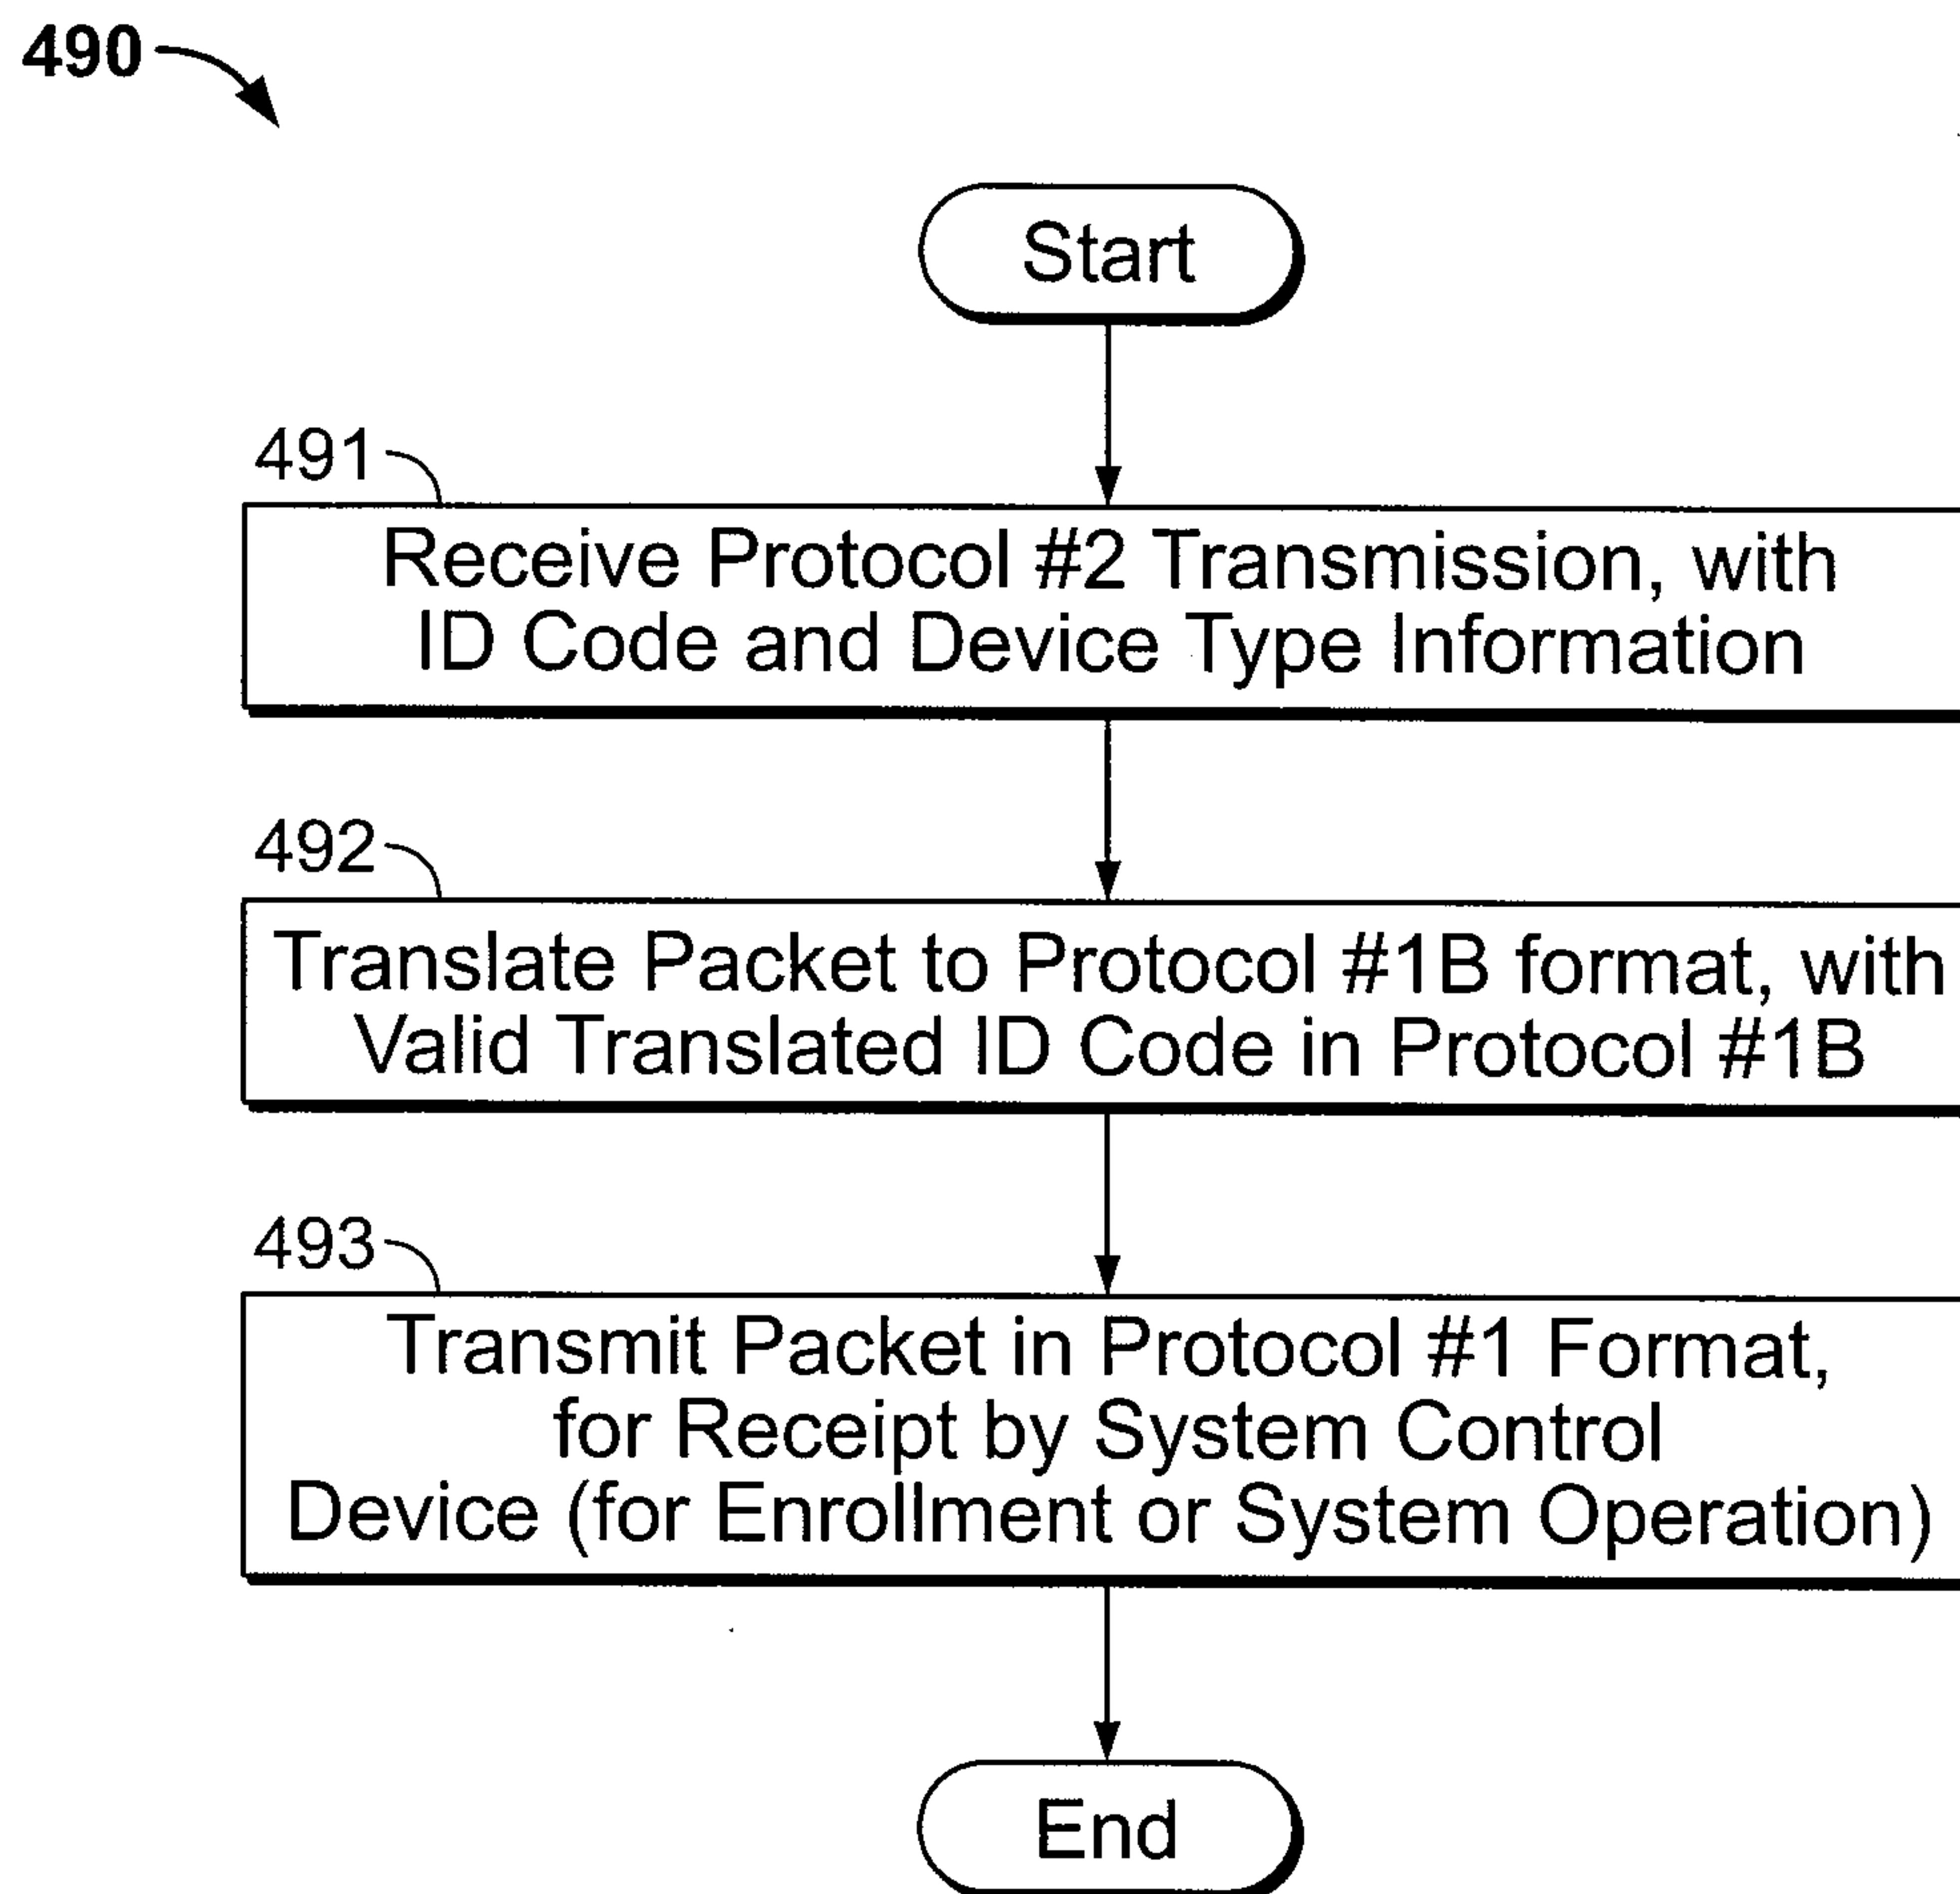 490
Start
491
Receive Protocol #2 Transmission, with
ID Code and Device Type Information
492
Translate Packet to Protocol #1B format, with
Valid Translated ID Code in Protocol #1B
493
Transmit Packet in Protocol #1 Format,
for Receipt by System Control
Device (for Enrollment or System Operation)
End